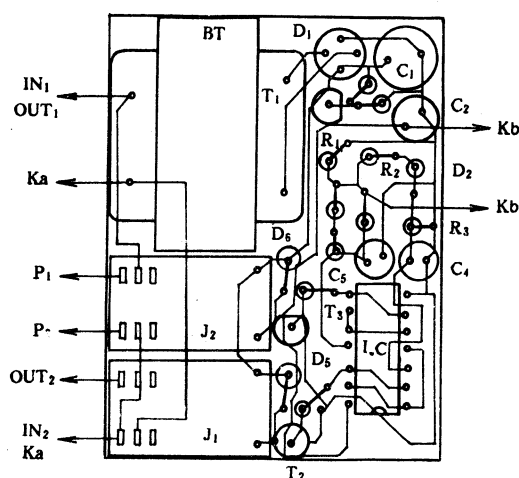 BT
D₁
C₁
IN₁
OUT₁
T₁
C₂
Kb
R₁
R₂
D₂
Ka
Kb
D₆
R₃
P₁
C₅
C₄
T₃
J₂
I.C
D₅
OUT₂
IN₂
Ka
J₁
T₂